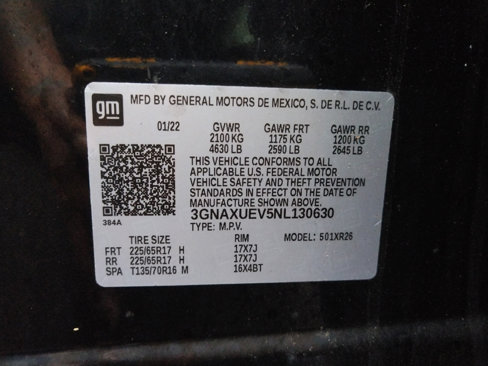 gm
MFD BY GENERAL MOTORS DE MEXICO, S. DE R.L. DE C.V.
01/22 GVWR GAWR FRT GAWR RR
2100 KG 1175 KG 1200 KG
4630 LB 2590 LB 2645 LB
THIS VEHICLE CONFORMS TO ALL
APPLICABLE U.S. FEDERAL MOTOR
VEHICLE SAFETY AND THEFT PREVENTION
STANDARDS IN EFFECT ON THE DATE OF
MANUFACTURE SHOWN ABOVE.
384A
3GNAXUEV5NL130630
TYPE: M.P.V.
TIRE SIZE RIM MODEL: 501XR26
FRT 225/65R17 H 17X7J
RR 225/65R17 H 17X7J
SPA T135/70R16 M 16X4BT